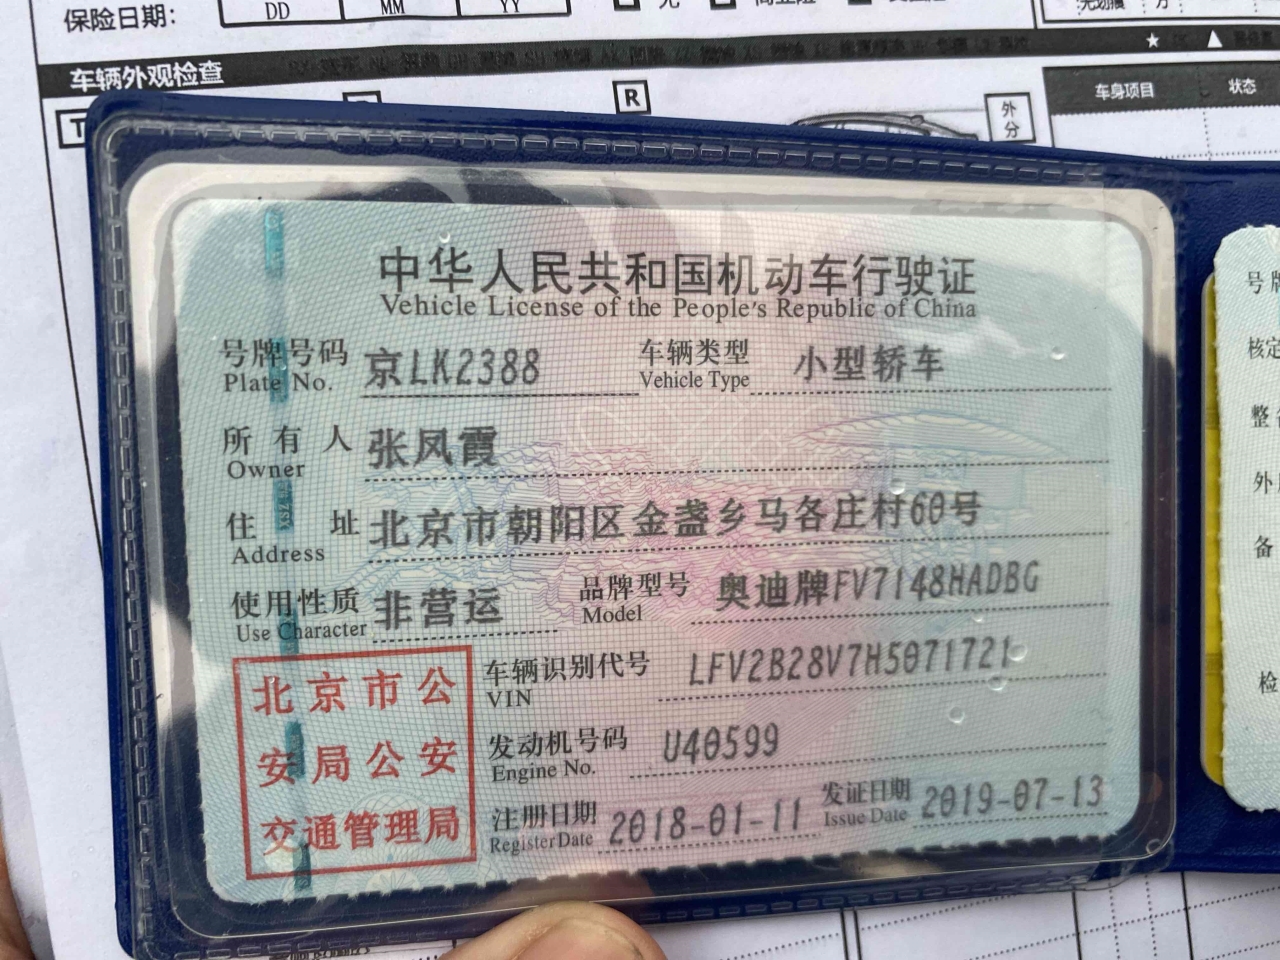 保险日期:
DD
MM
YY
车辆外观检查
R
外
分
车身项目
状态
中华人民共和国机动车行驶证
Vehicle License of the People's Republic of China
号牌号码 京LK2388 车辆类型 小型轿车
Plate No. Vehicle Type
所有人 张凤霞
Owner
住址 北京市朝阳区金盏乡马各庄村60号
Address
使用性质 非营运 品牌型号 奥迪牌FV7148HADBG
Use Character Model
北京市公
安局公安
交通管理局
车辆识别代号 LFV2B28V7H5071721
VIN
发动机号码 U40599
Engine No.
注册日期 2018-01-11 发证日期 2019-07-13
Register Date Issue Date
号牌
核定
整备
备
检